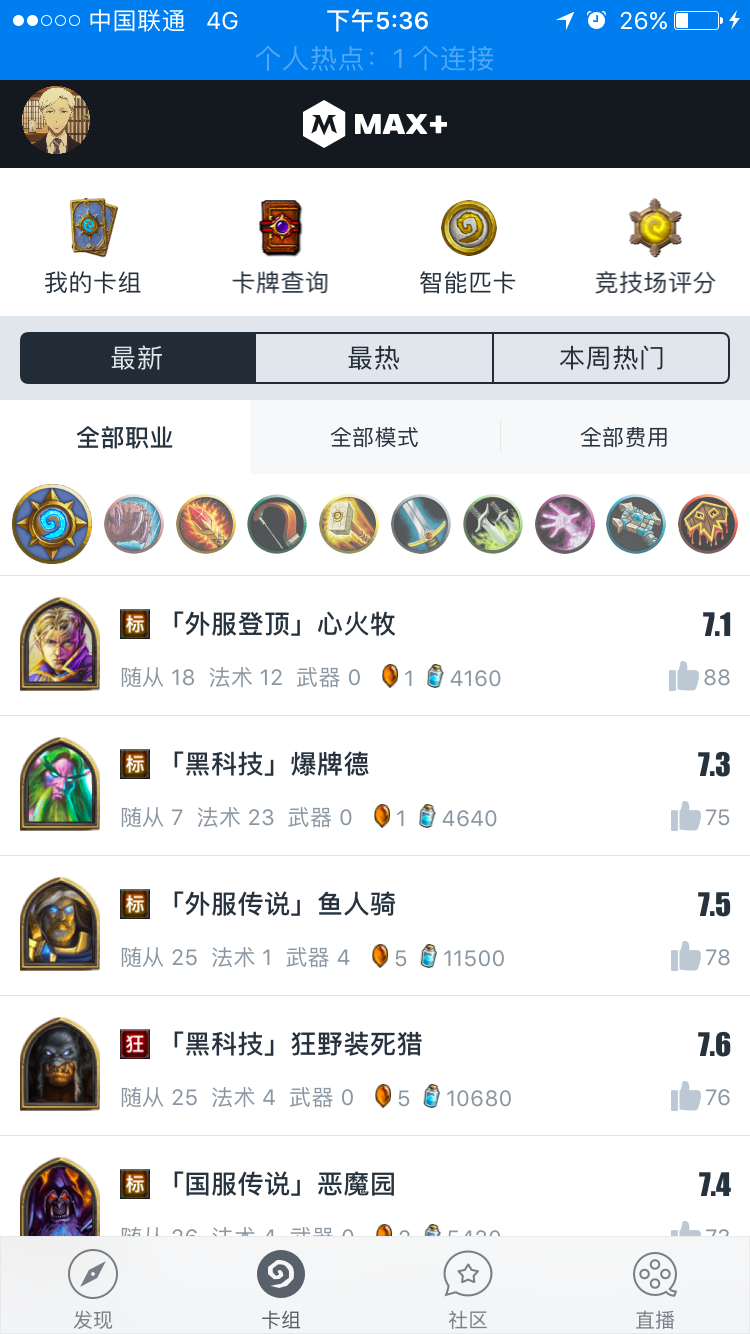 中国联通 4G 下午5:36 26%
个人热点：1 个连接
MAX+
我的卡组 卡牌查询 智能匹卡 竞技场评分
最新 最热 本周热门
全部职业 全部模式 全部费用
标 「外服登顶」心火牧 7.1
随从 18 法术 12 武器 0 1 4160 88
标 「黑科技」爆牌德 7.3
随从 7 法术 23 武器 0 1 4640 75
标 「外服传说」鱼人骑 7.5
随从 25 法术 1 武器 4 5 11500 78
狂 「黑科技」狂野装死猎 7.6
随从 25 法术 4 武器 0 5 10680 76
标 「国服传说」恶魔园 7.4
随从 26 法术 4 武器 0
发现 卡组 社区 直播